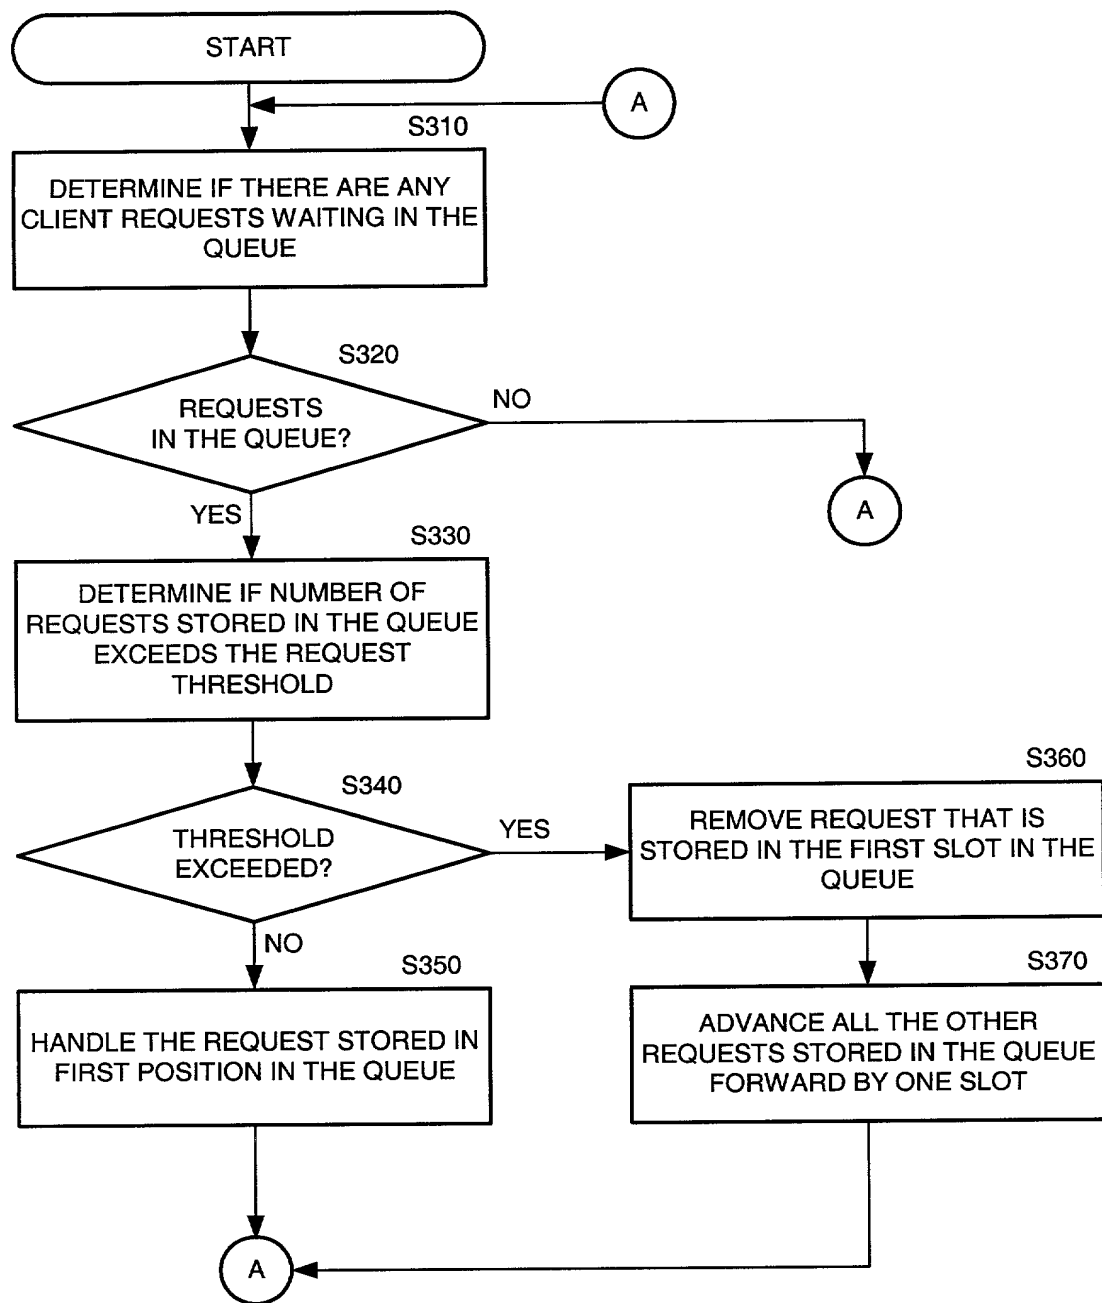 START
A
S310
DETERMINE IF THERE ARE ANY
CLIENT REQUESTS WAITING IN THE
QUEUE
S320
REQUESTS
IN THE QUEUE?
NO
A
YES
S330
DETERMINE IF NUMBER OF
REQUESTS STORED IN THE QUEUE
EXCEEDS THE REQUEST
THRESHOLD
S340
THRESHOLD
EXCEEDED?
YES
S360
REMOVE REQUEST THAT IS
STORED IN THE FIRST SLOT IN THE
QUEUE
NO
S350
HANDLE THE REQUEST STORED IN
FIRST POSITION IN THE QUEUE
S370
ADVANCE ALL THE OTHER
REQUESTS STORED IN THE QUEUE
FORWARD BY ONE SLOT
A